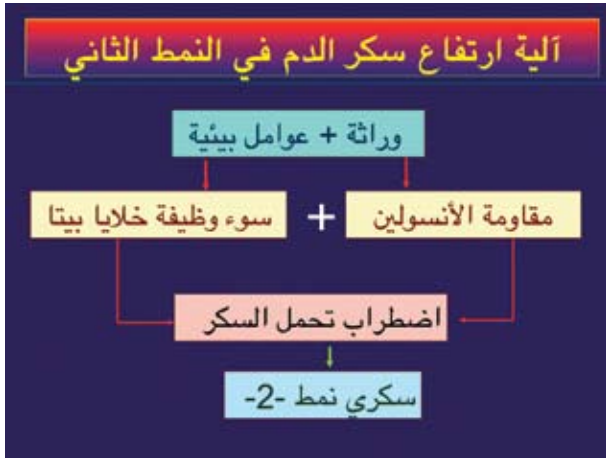 آلية ارتفاع سكر الدم في النمط الثاني
وراثة + عوامل بيئية
مقاومة الأنسولين + سوء وظيفة خلايا بيتا
اضطراب تحمل السكر
سكري نمط -2-